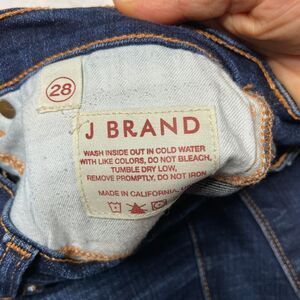 28
J BRAND
WASH INSIDE OUT IN COLD WATER
WITH LIKE COLORS, DO NOT BLEACH,
TUMBLE DRY LOW,
REMOVE PROMPTLY, DO NOT IRON
MADE IN CALIFORNIA,